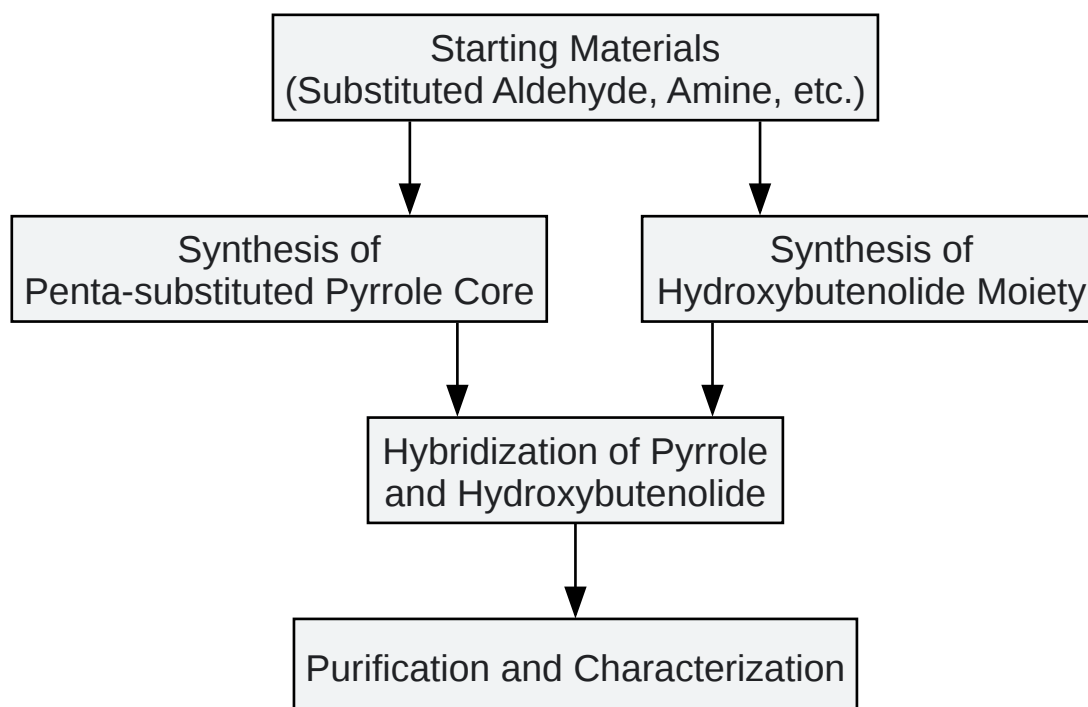 Starting Materials
(Substituted Aldehyde, Amine, etc.)
Synthesis of
Penta-substituted Pyrrole Core
Synthesis of
Hydroxybutenolide Moiety
Hybridization of Pyrrole
and Hydroxybutenolide
Purification and Characterization